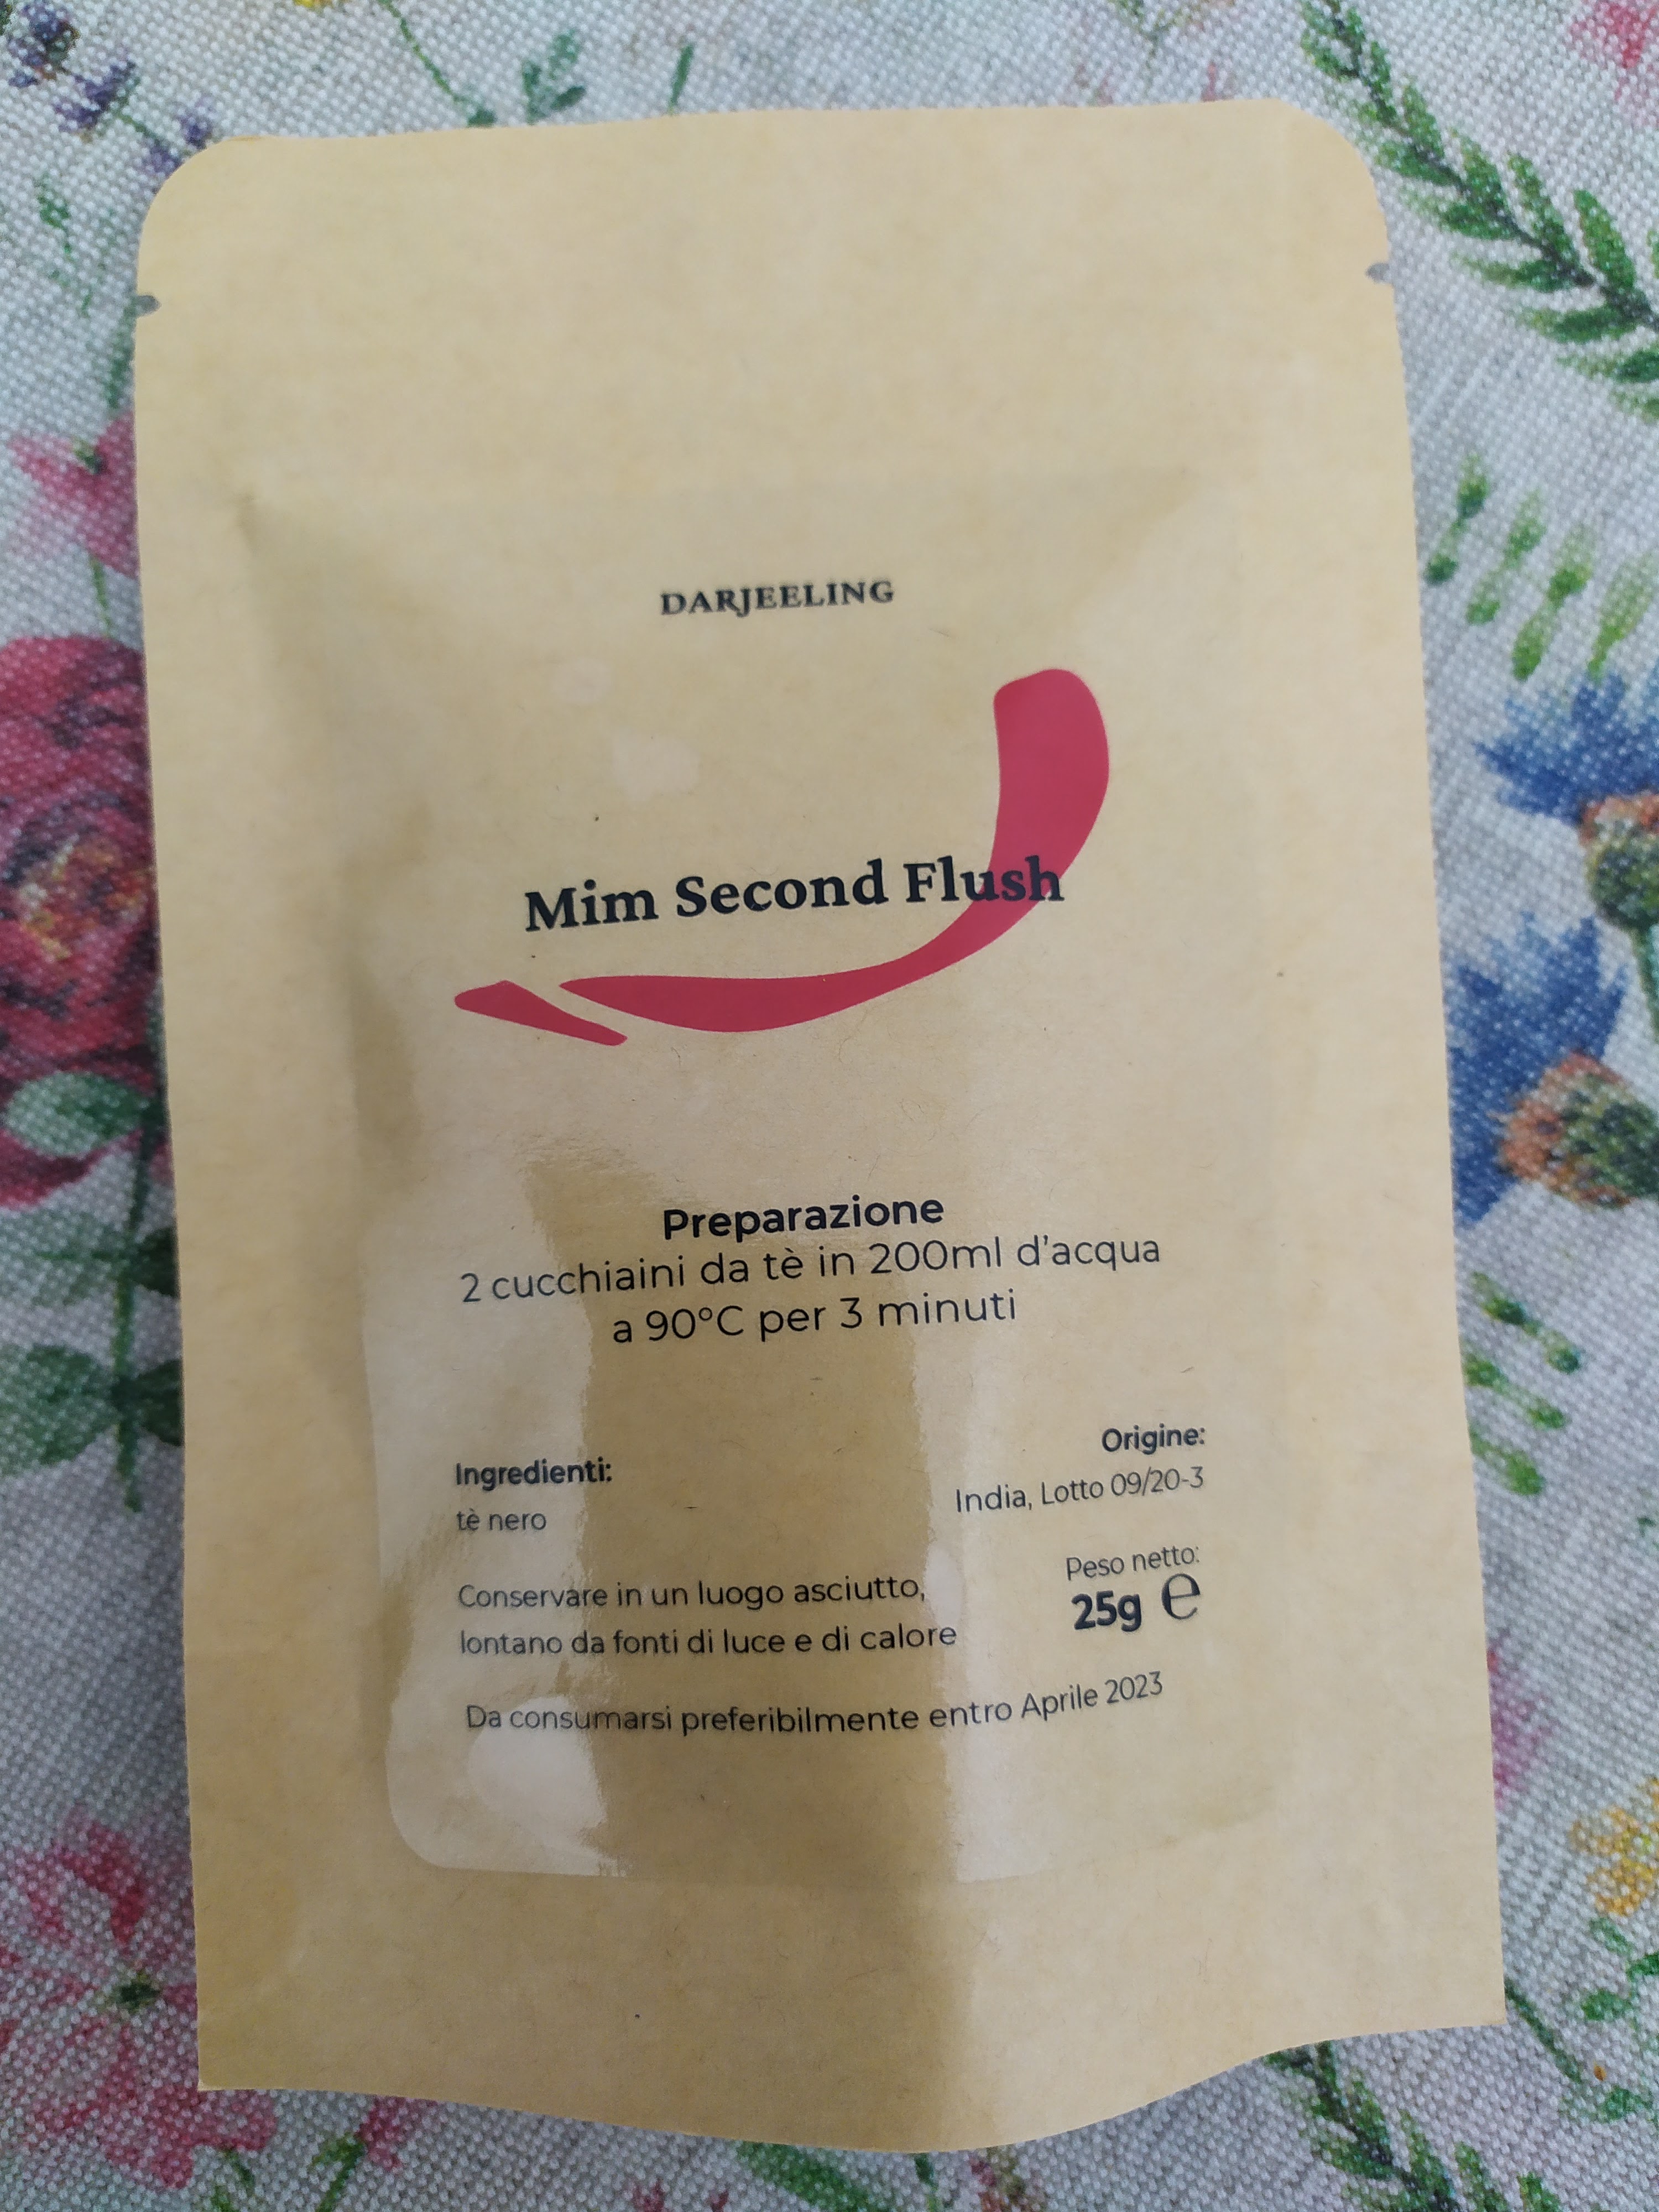 DARJEELING
Mim Second Flush
Preparazione
2 cucchiaini da tè in 200ml d'acqua
a 90°C per 3 minuti
Ingredienti:
tè nero
Conservare in un luogo asciutto,
lontano da fonti di luce e di calore
Origine:
India, Lotto 09/20-3
Peso netto:
25g ℮
Da consumarsi preferibilmente entro Aprile 2023